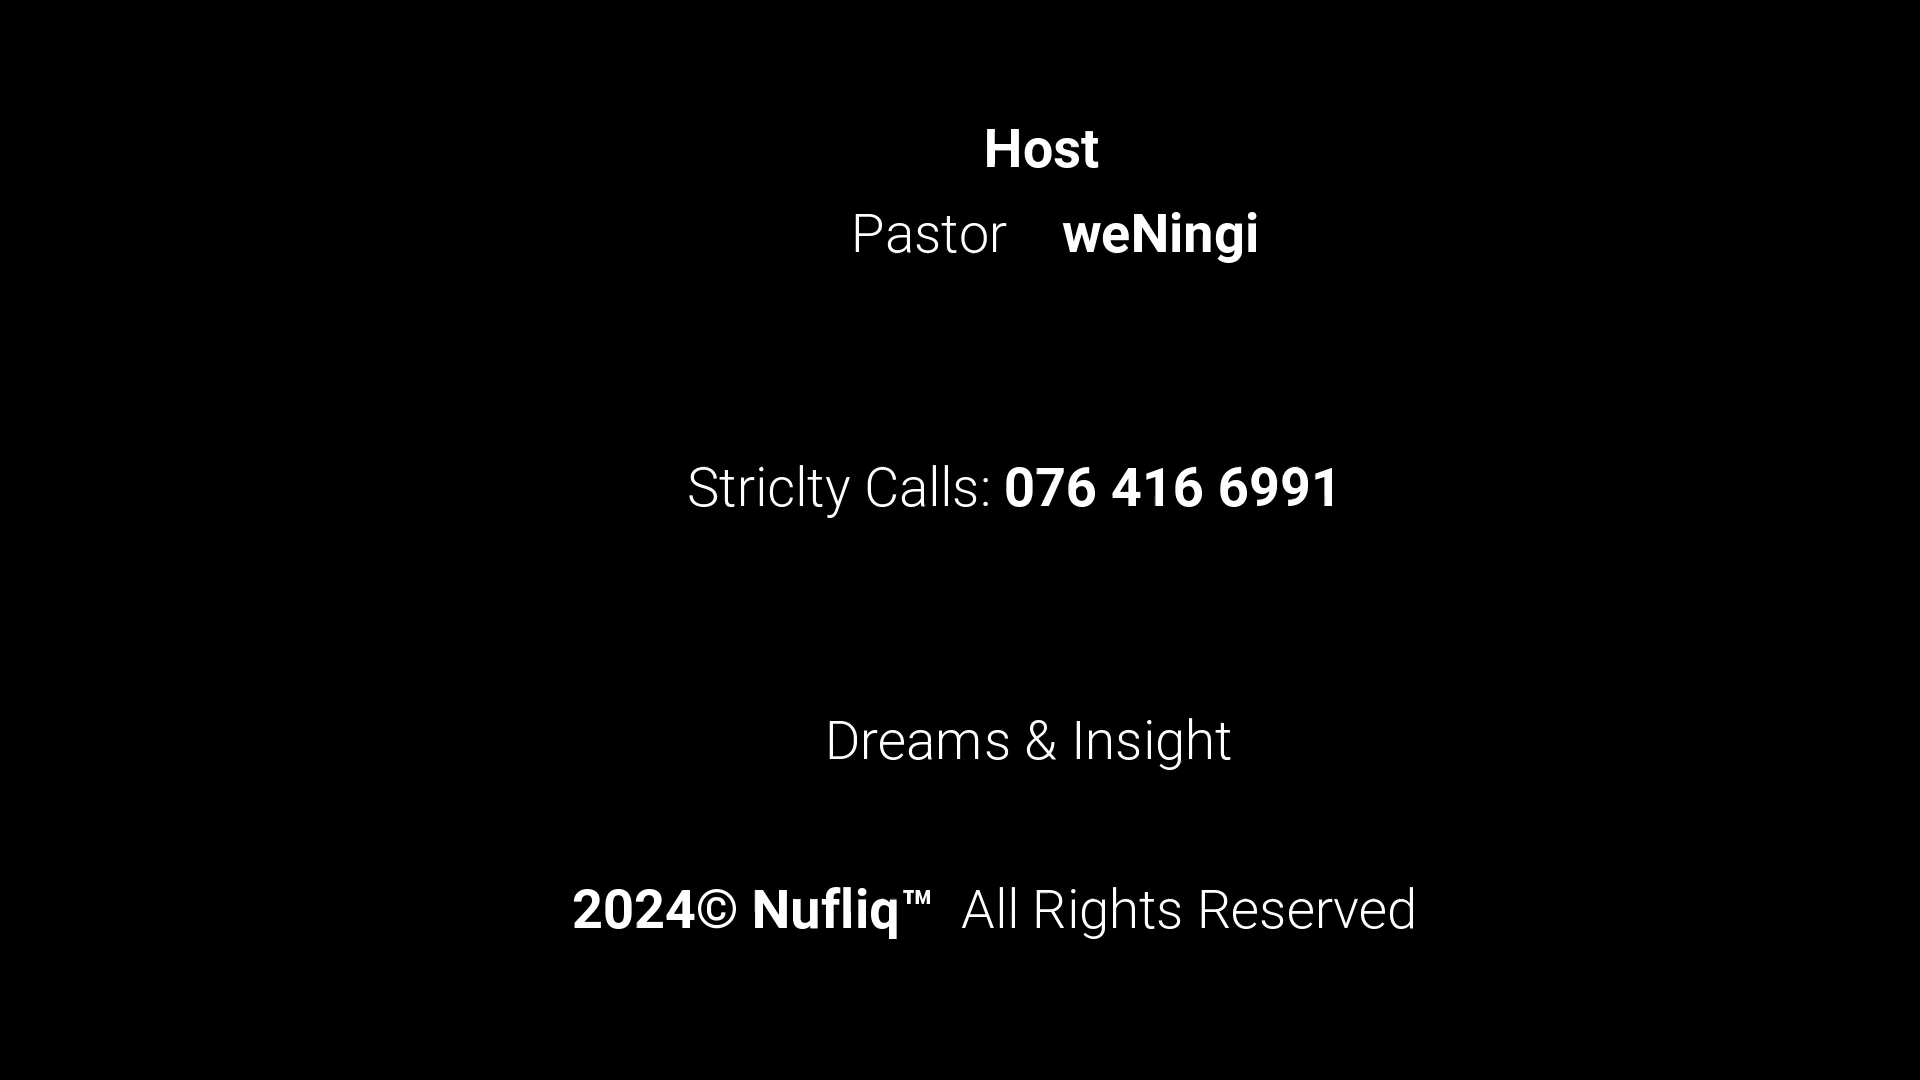 Host
Pastor weNingi
Striclty Calls: 076 416 6991
Dreams & Insight
2024© Nufliq™ All Rights Reserved